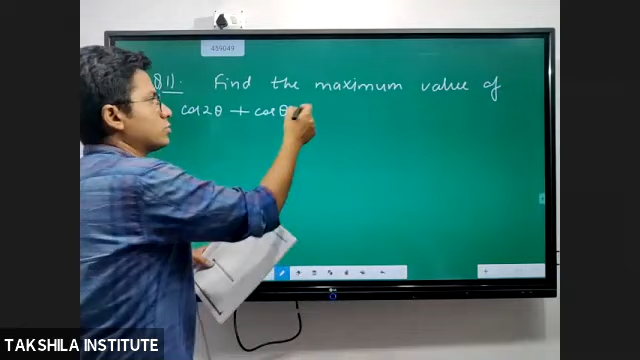 459049
Q1). Find the maximum value of
cos2θ + cosθ
TAKSHILA INSTITUTE